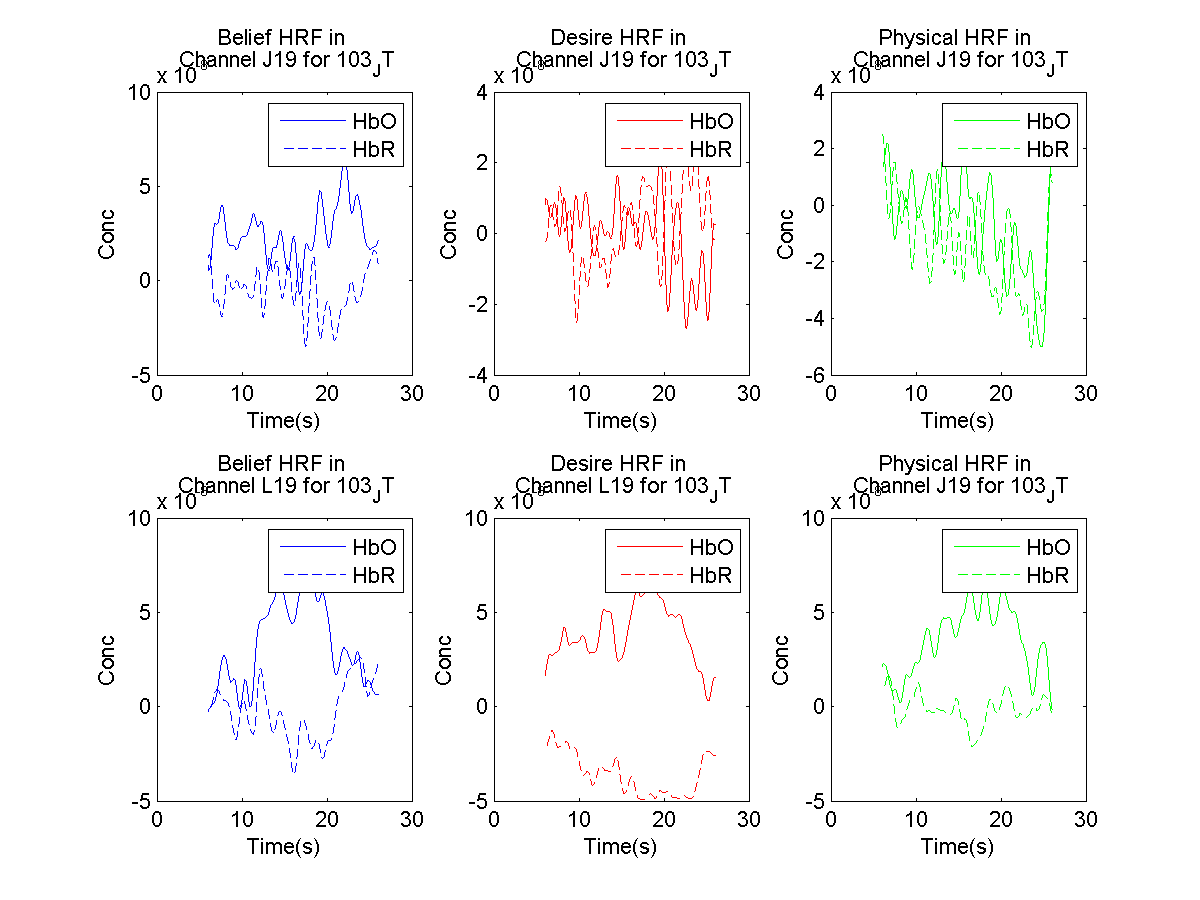 Belief HRF in
Channel J19 for 103JT
x 10
10
5
0
-5
Conc
0
10
20
30
Time(s)
HbO
HbR
Desire HRF in
Channel J19 for 103JT
x 10
4
2
0
-2
-4
Conc
0
10
20
30
Time(s)
HbO
HbR
Physical HRF in
Channel J19 for 103JT
x 10
4
2
0
-2
-4
-6
Conc
0
10
20
30
Time(s)
HbO
HbR
Belief HRF in
Channel L19 for 103JT
x 10
10
5
0
-5
Conc
0
10
20
30
Time(s)
HbO
HbR
Desire HRF in
Channel L19 for 103JT
x 10
10
5
0
-5
Conc
0
10
20
30
Time(s)
HbO
HbR
Physical HRF in
Channel J19 for 103JT
x 10
10
5
0
-5
Conc
0
10
20
30
Time(s)
HbO
HbR